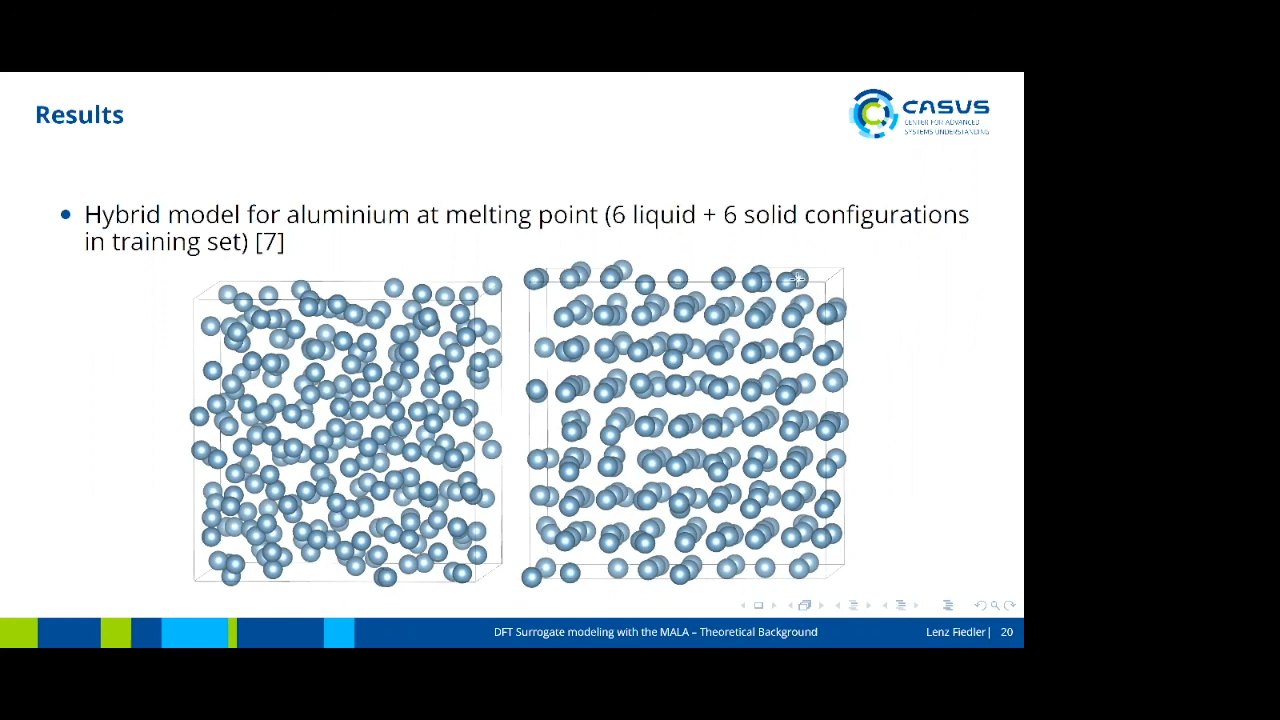 Results
CASUS
CENTER FOR ADVANCED
SYSTEMS UNDERSTANDING
• Hybrid model for aluminium at melting point (6 liquid + 6 solid configurations
in training set) [7]
DFT Surrogate modeling with the MALA – Theoretical Background
Lenz Fiedler| 20